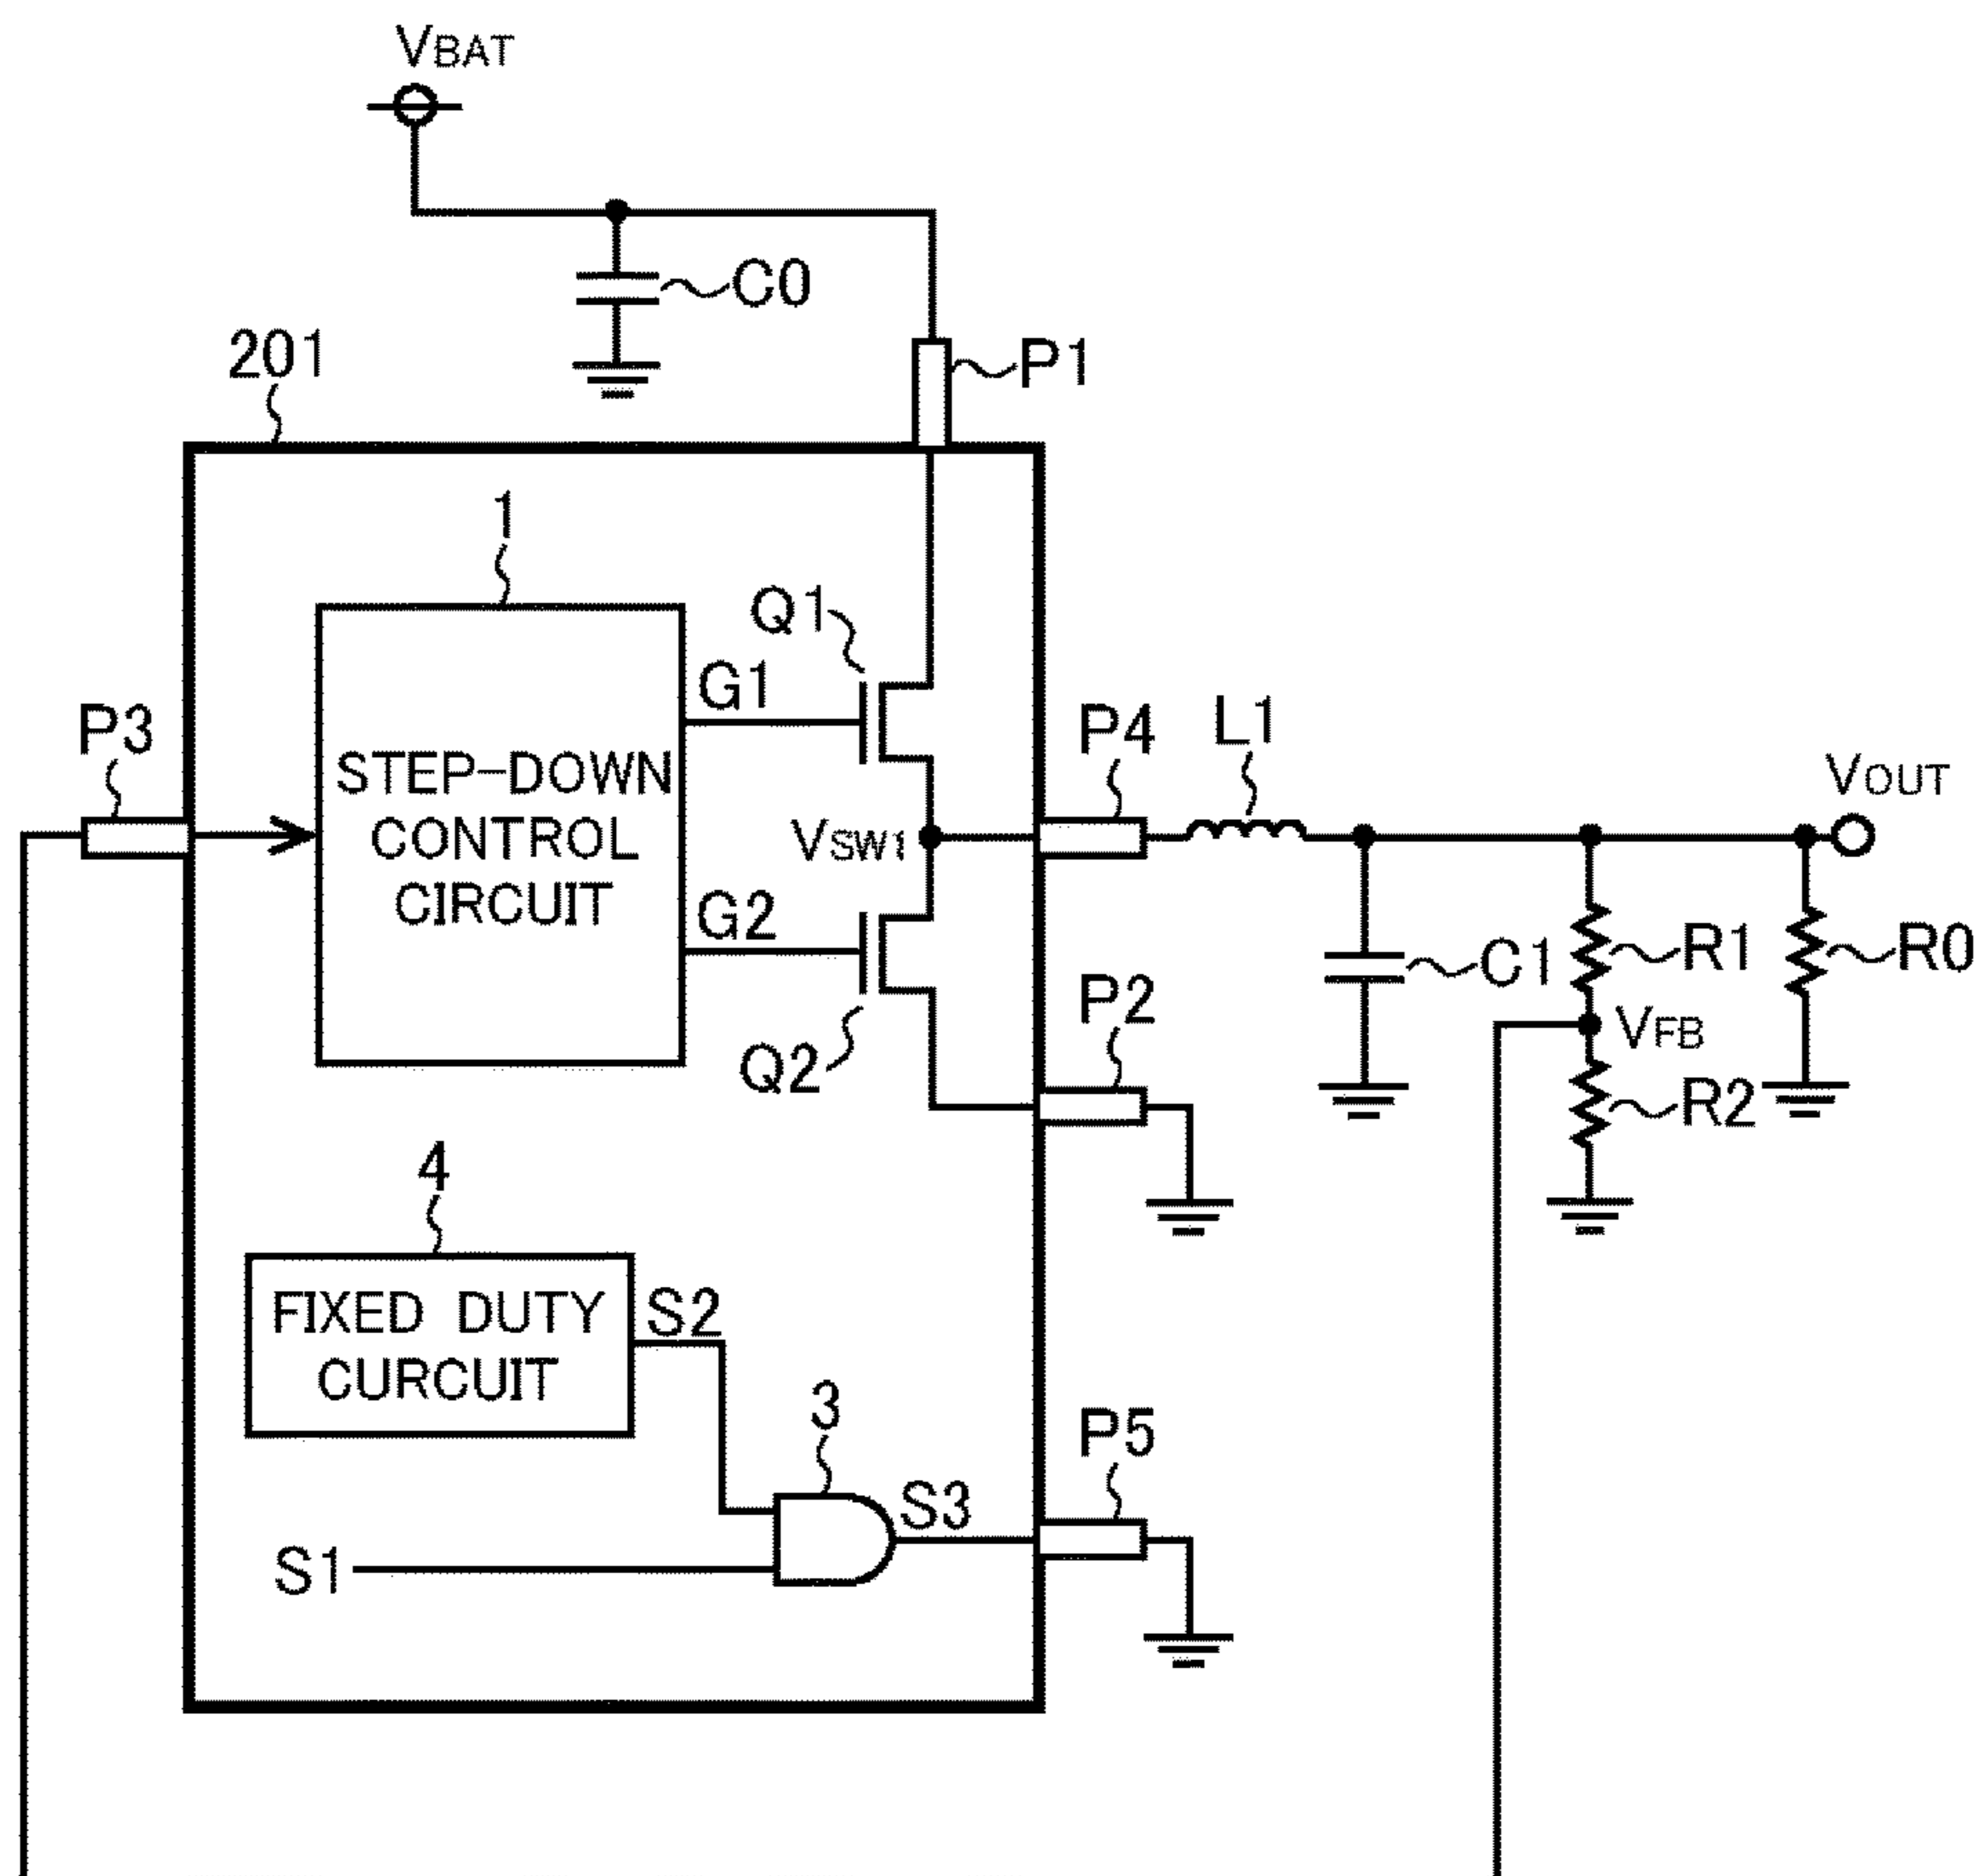 VBAT
C0
201
P1
1
Q1
G1
P3
P4
L1
STEP-DOWN
CONTROL
CIRCUIT
VSW1
VOUT
G2
C1
R1
R0
P2
VFB
Q2
R2
4
FIXED DUTY
CURCUIT
S2
3
P5
S3
S1